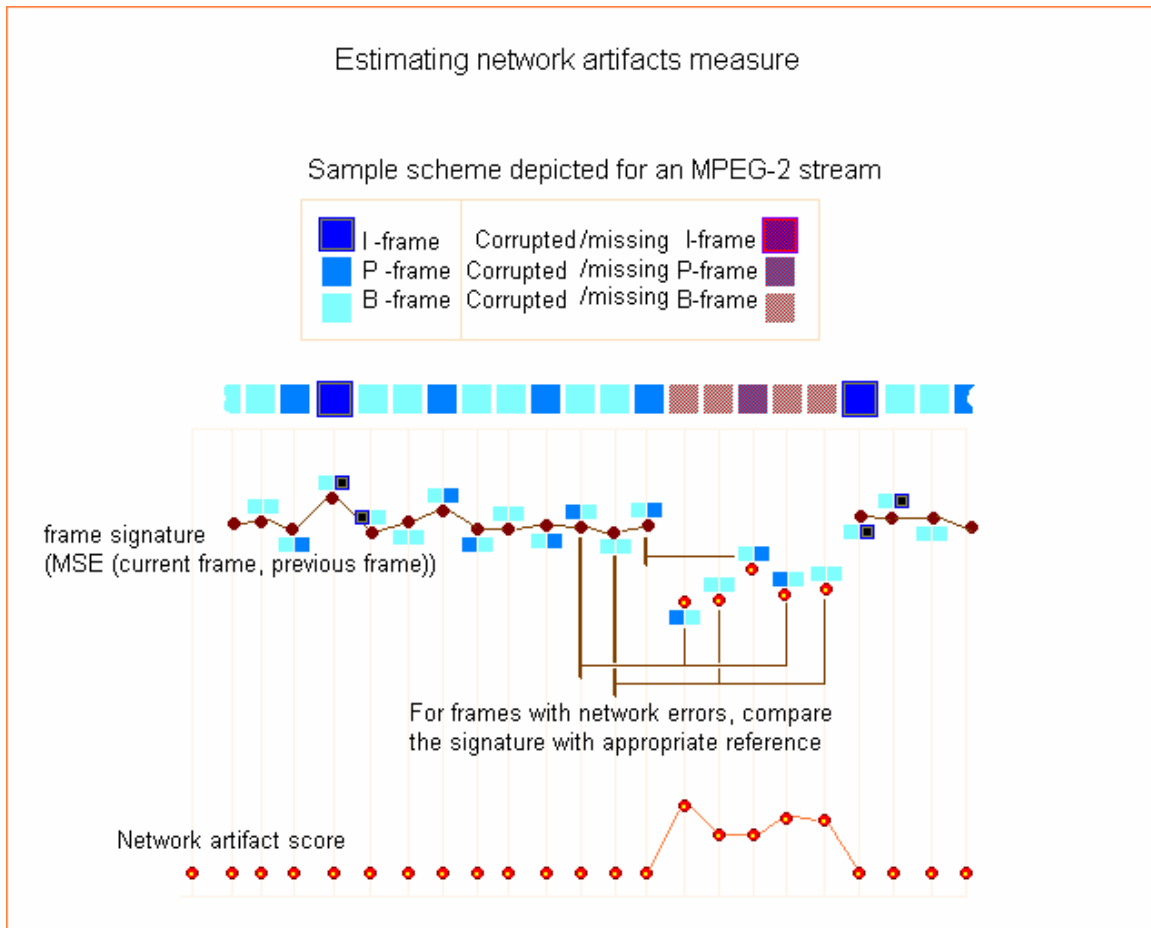 Estimating network artifacts measure
Sample scheme depicted for an MPEG-2 stream
I -frame
P -frame
B -frame
Corrupted /missing I-frame
Corrupted /missing P-frame
Corrupted /missing B-frame
frame signature
(MSE (current frame, previous frame))
For frames with network errors, compare
the signature with appropriate reference
Network artifact score